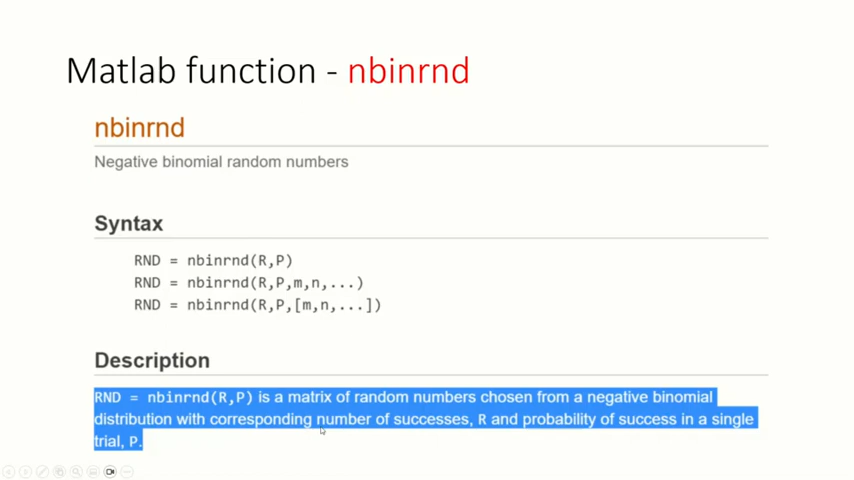 Matlab function - nbinrnd
nbinrnd
Negative binomial random numbers
Syntax
RND = nbinrnd(R,P)
RND = nbinrnd(R,P,m,n,...)
RND = nbinrnd(R,P,[m,n,...])
Description
RND = nbinrnd(R,P) is a matrix of random numbers chosen from a negative binomial
distribution with corresponding number of successes, R and probability of success in a single
trial, P.